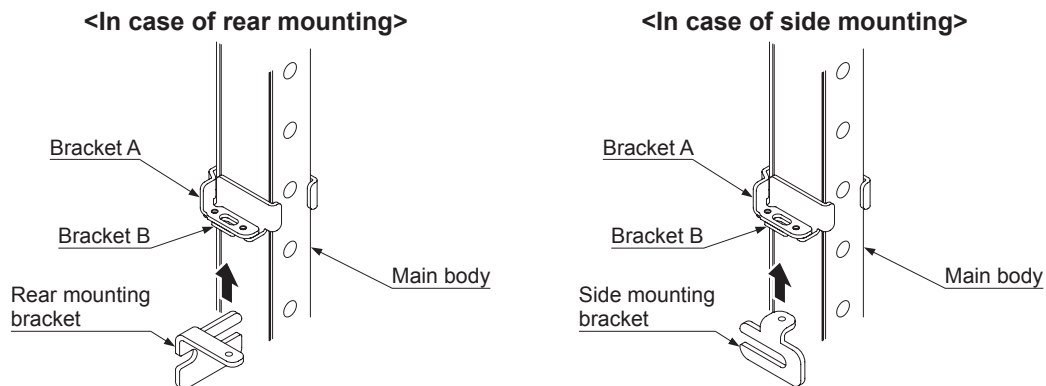 <In case of rear mounting>
Bracket A
Bracket B
Main body
Rear mounting
bracket
<In case of side mounting>
Bracket A
Bracket B
Main body
Side mounting
bracket